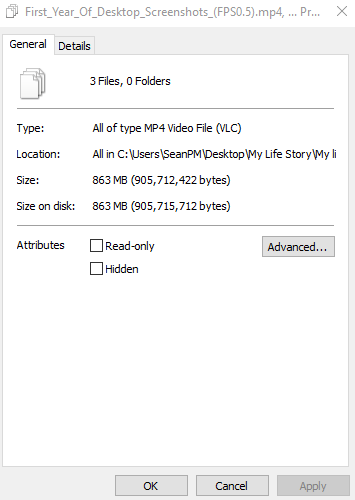 First_Year_Of_Desktop_Screenshots_(FPS0.5).mp4, ... Pr...
General
Details
3 Files, 0 Folders
Type: All of type MP4 Video File (VLC)
Location: All in C:\Users\SeanPM\Desktop\My Life Story\My li
Size: 863 MB (905,712,422 bytes)
Size on disk: 863 MB (905,715,712 bytes)
Attributes Read-only Advanced...
Hidden
OK Cancel Apply